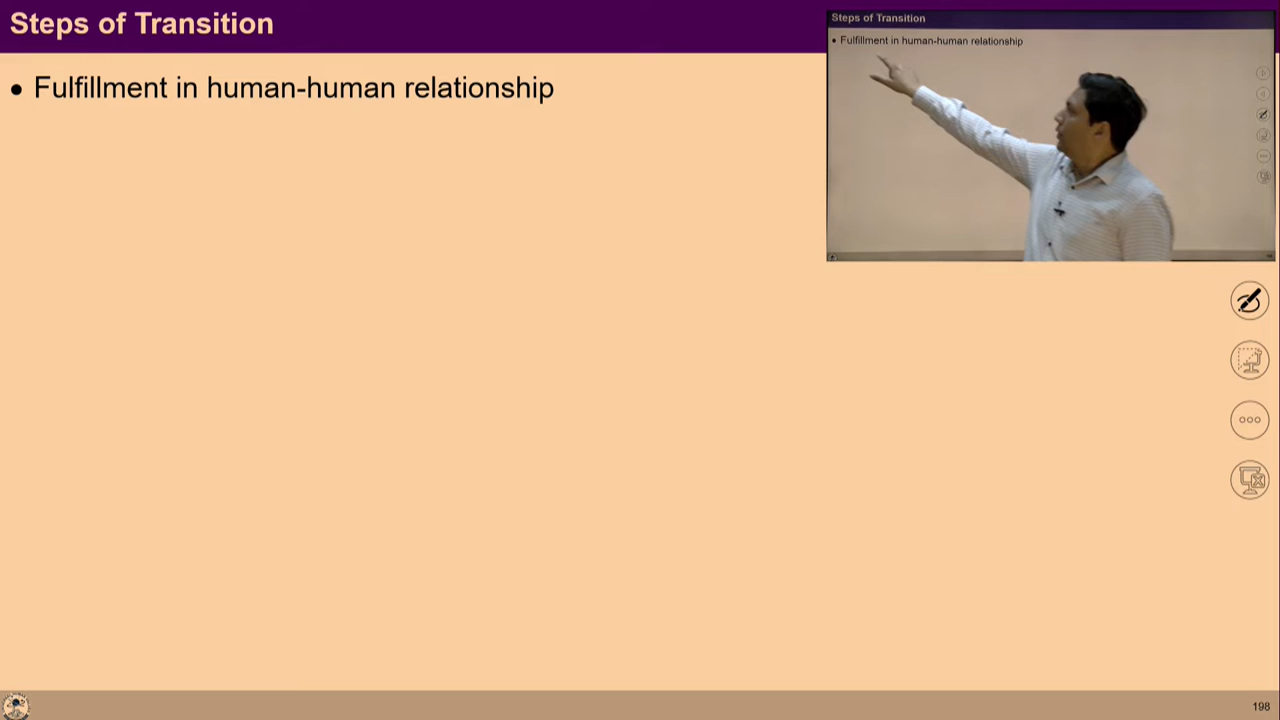 Steps of Transition
• Fulfillment in human-human relationship
Steps of Transition
• Fulfillment in human-human relationship
198